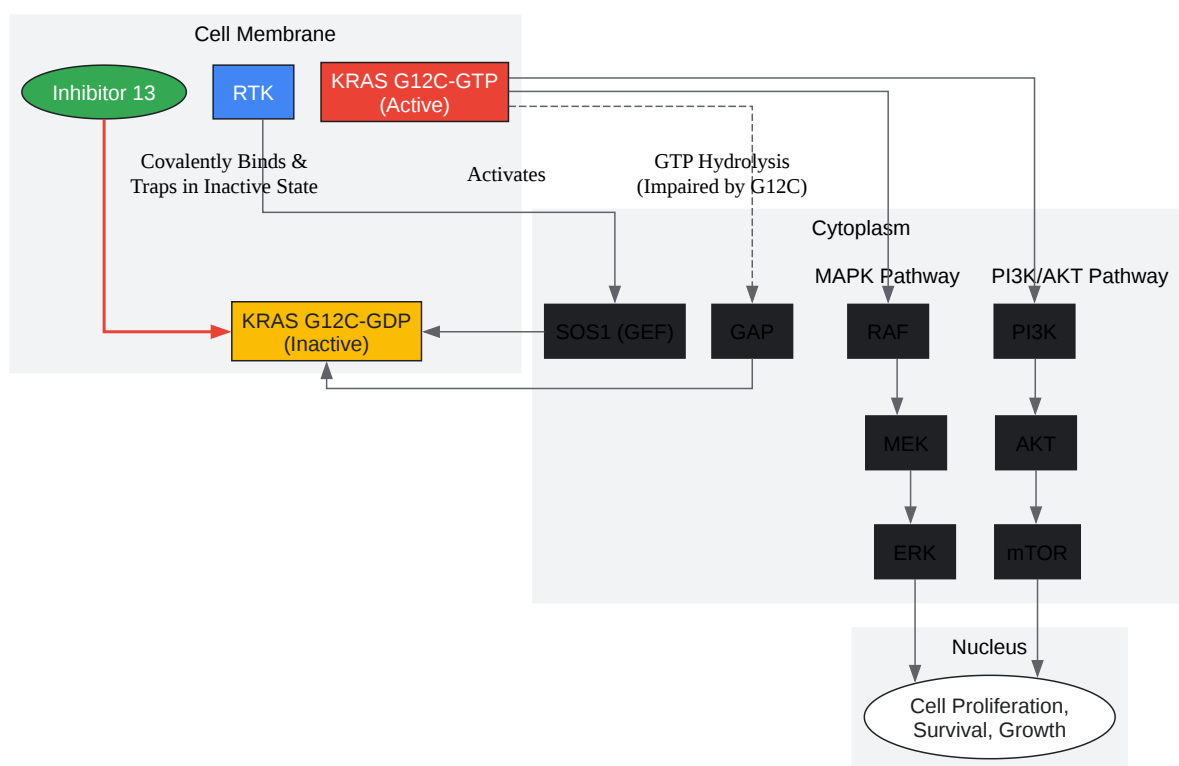 Cell Membrane
Inhibitor 13
RTK
KRAS G12C-GTP
(Active)
Covalently Binds &
Traps in Inactive State
Activates
GTP Hydrolysis
(Impaired by G12C)
Cytoplasm
MAPK Pathway
PI3K/AKT Pathway
KRAS G12C-GDP
(Inactive)
SOS1 (GEF)
GAP
RAF
PI3K
MEK
AKT
ERK
mTOR
Nucleus
Cell Proliferation,
Survival, Growth